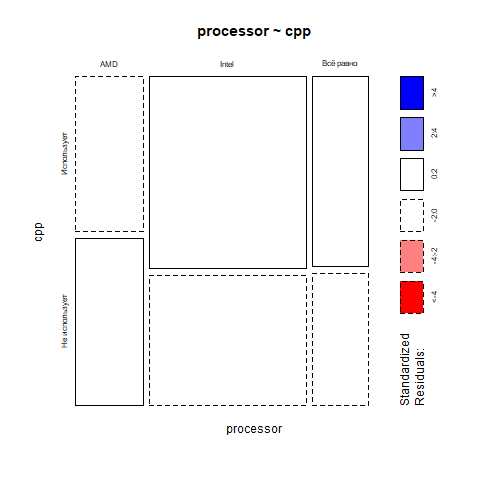 processor ~ cpp
AMD
Intel
Всё равно
Использует
Не использует
cpp
processor
>4
2:4
0:2
-2:0
-4:-2
<-4
Standardized
Residuals: